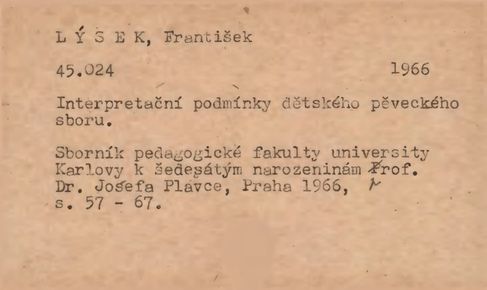 L Ý S E K, František
45.024 1966
Interpretační podmínky dětského pěveckého
sboru.
Sborník pedagogické fakulty university
Karlovy k šedesátým narozeninám Prof.
Dr. Josefa Plavce, Praha 1966,
s. 57 - 67.